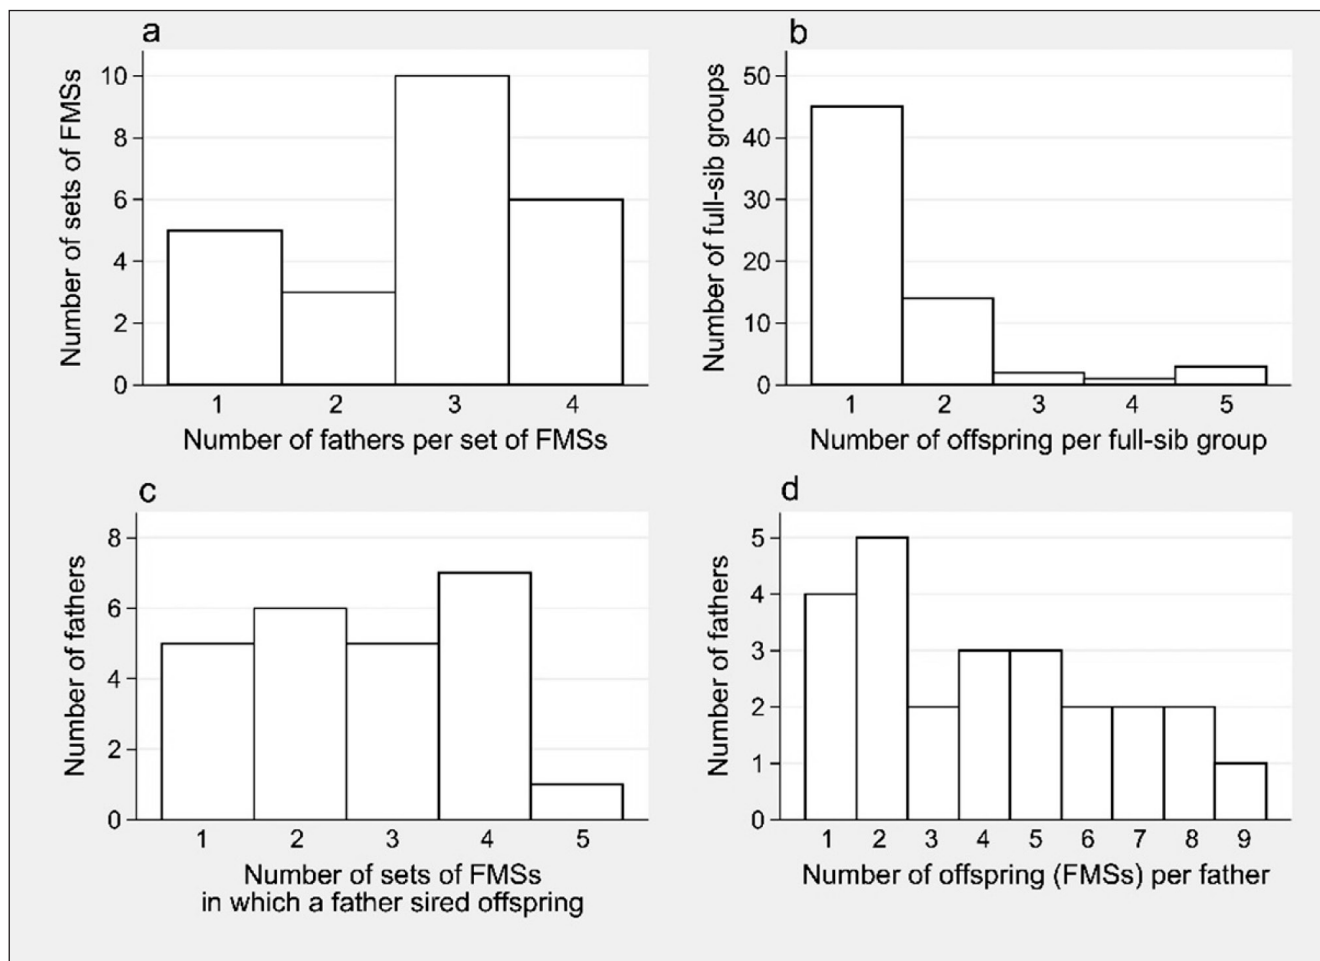 a
Number of sets of FMSs
10
8
6
4
2
0
1 2 3 4
Number of fathers per set of FMSs
b
Number of full-sib groups
50
40
30
20
10
0
1 2 3 4 5
Number of offspring per full-sib group
c
Number of fathers
8
6
4
2
0
1 2 3 4 5
Number of sets of FMSs
in which a father sired offspring
d
Number of fathers
5
4
3
2
1
0
1 2 3 4 5 6 7 8 9
Number of offspring (FMSs) per father